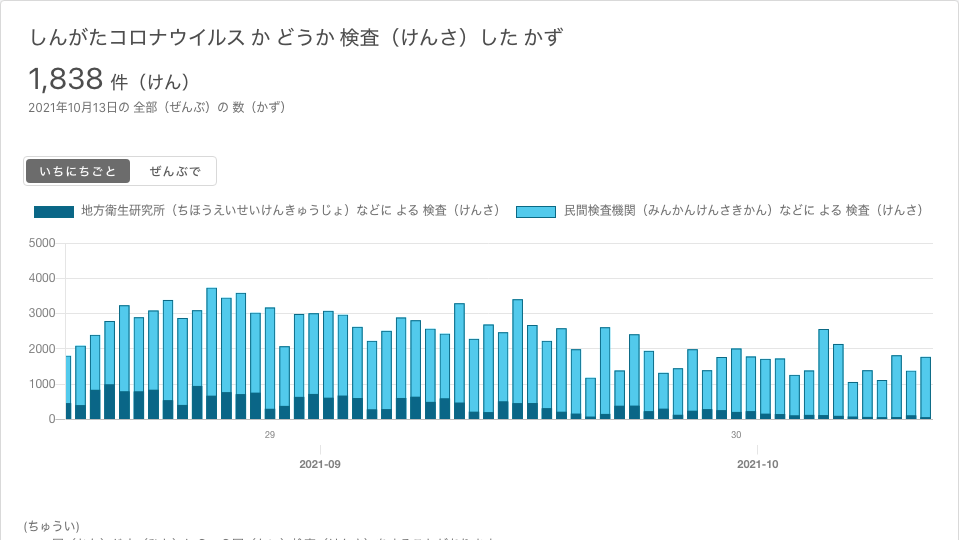 しんがたコロナウイルス か どうか 検査（けんさ）した かず
1,838 件（けん）
2021年10月13日の 全部（ぜんぶ）の 数（かず）
いちにちごと ぜんぶで
地方衛生研究所（ちほうえいせいけんきゅうじょ）などに よる 検査（けんさ） 民間検査機関（みんかんけんさきかん）などに よる 検査（けんさ）
5000
4000
3000
2000
1000
0
29 30
2021-09 2021-10
(ちゅうい)